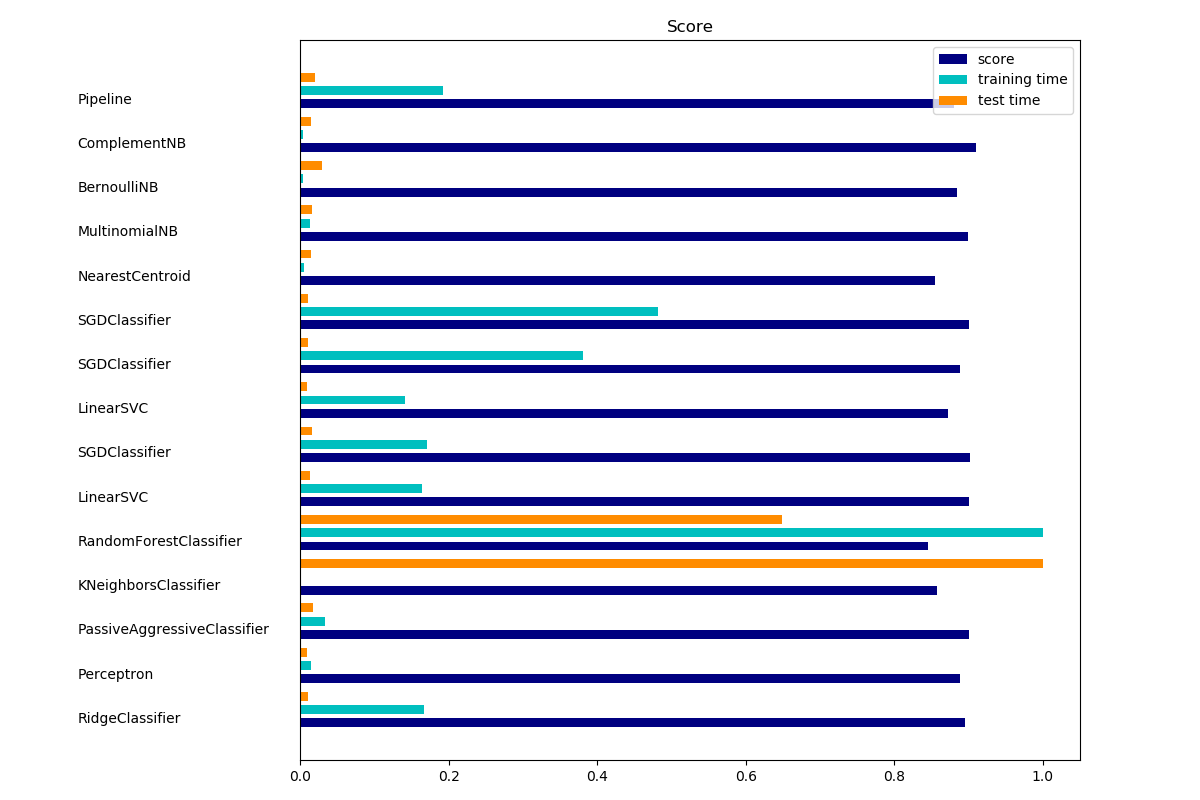 Score
score
training time
test time
Pipeline
ComplementNB
BernoulliNB
MultinomialNB
NearestCentroid
SGDClassifier
SGDClassifier
LinearSVC
SGDClassifier
LinearSVC
RandomForestClassifier
KNeighborsClassifier
PassiveAggressiveClassifier
Perceptron
RidgeClassifier
0.0 0.2 0.4 0.6 0.8 1.0